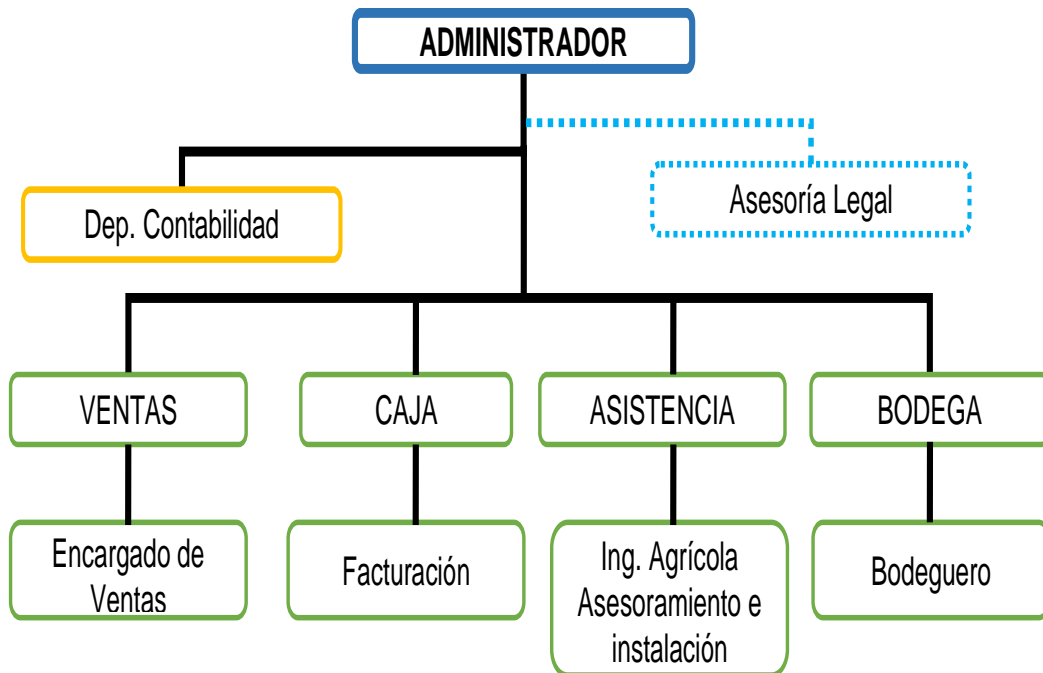 ADMINISTRADOR
Asesoría Legal
Dep. Contabilidad
VENTAS
CAJA
ASISTENCIA
BODEGA
Encargado de
Ventas
Facturación
Ing. Agrícola
Asesoramiento e
instalación
Bodeguero